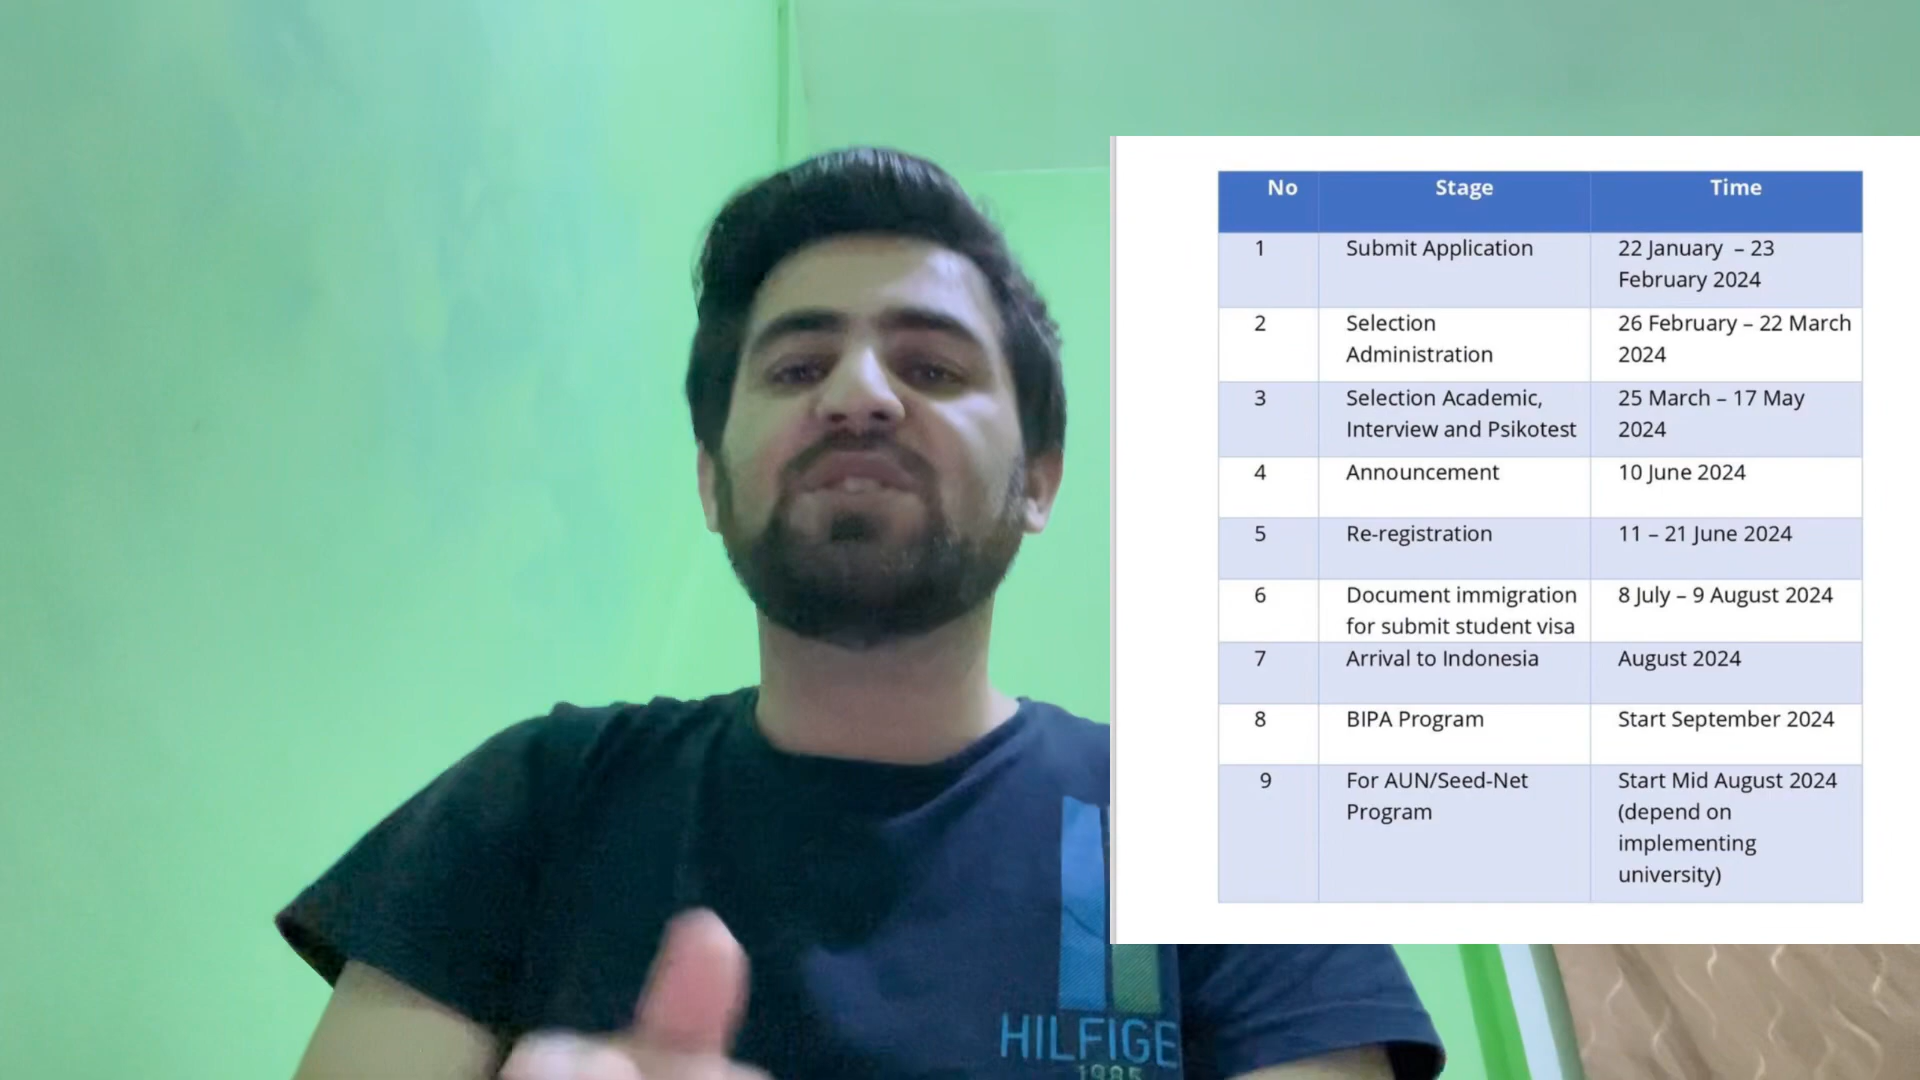 No Stage Time
1 Submit Application 22 January – 23
February 2024
2 Selection 26 February – 22 March
Administration 2024
3 Selection Academic, 25 March – 17 May
Interview and Psikotest 2024
4 Announcement 10 June 2024
5 Re-registration 11 – 21 June 2024
6 Document immigration 8 July – 9 August 2024
for submit student visa
7 Arrival to Indonesia August 2024
8 BIPA Program Start September 2024
9 For AUN/Seed-Net Start Mid August 2024
Program (depend on
implementing
university)
HILFIGE
1985